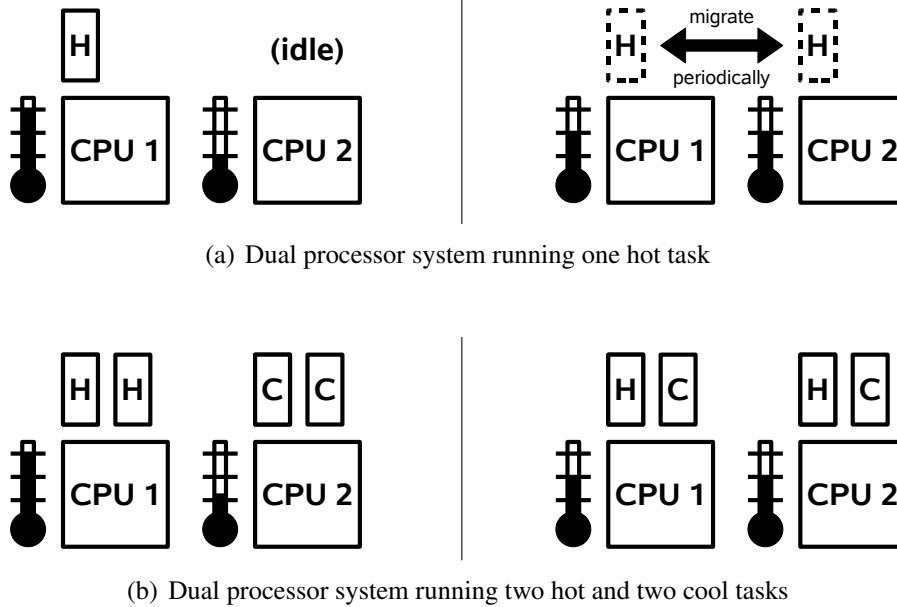 H (idle) H migrate H
periodically
CPU 1 CPU 2 CPU 1 CPU 2
(a) Dual processor system running one hot task
H H C C H C H C
CPU 1 CPU 2 CPU 1 CPU 2
(b) Dual processor system running two hot and two cool tasks